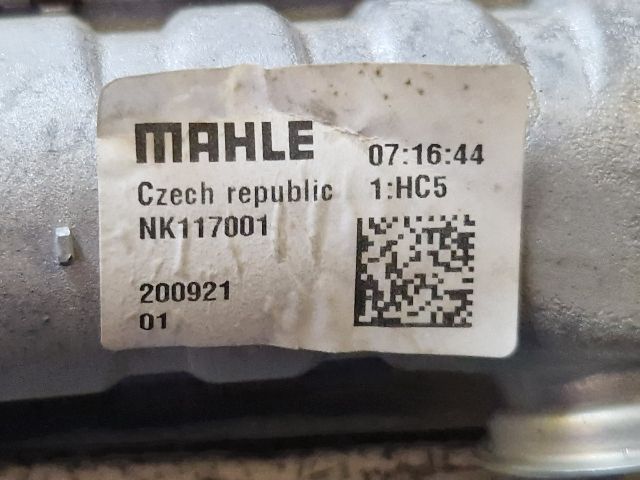 MAHLE 07:16:44
Czech republic 1:HC5
NK117001
200921
01